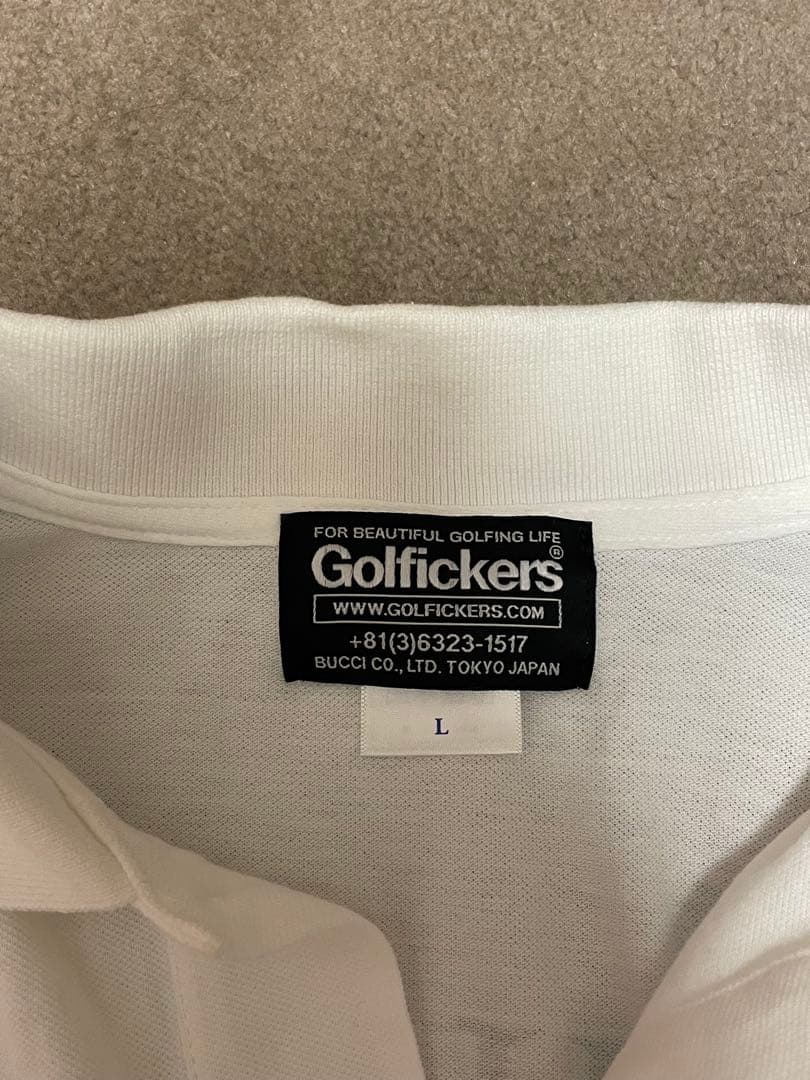 FOR BEAUTIFUL GOLFING LIFE
Golfickers®
WWW.GOLFICKERS.COM
+81(3)6323-1517
BUCCI CO., LTD. TOKYO JAPAN
L